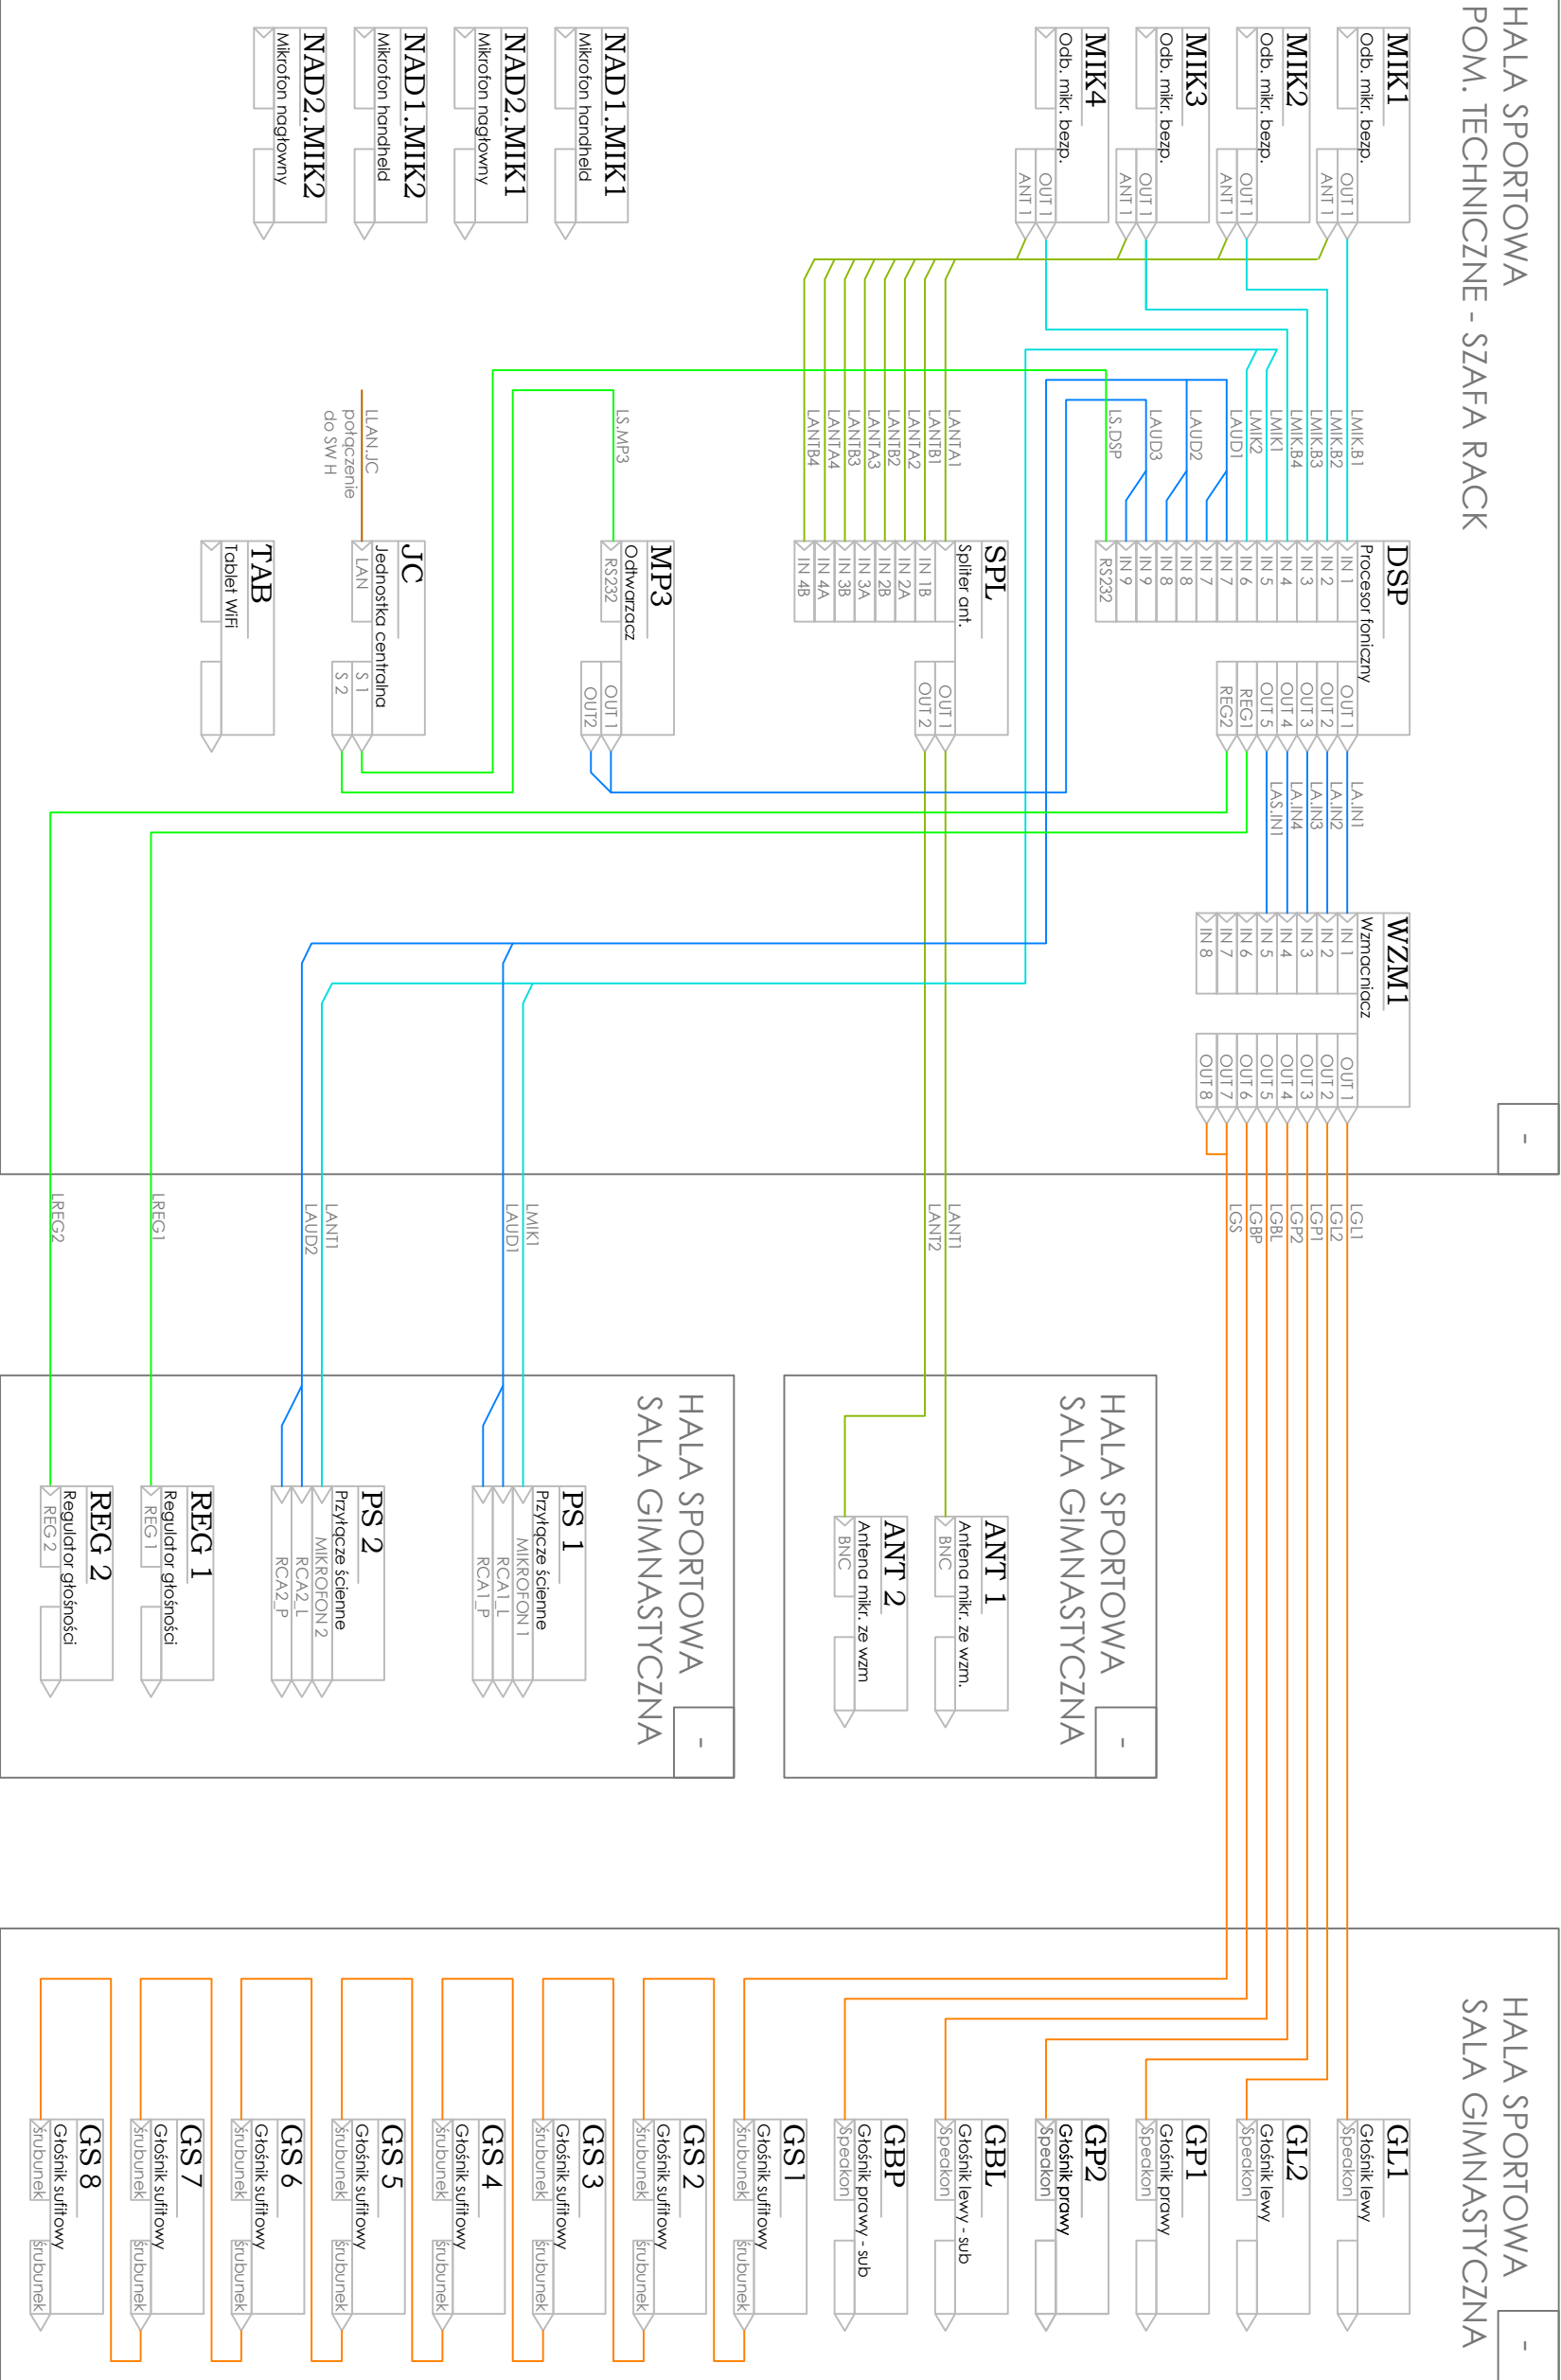 HALA SPORTOWA
POM. TECHNICZNE - SZAFA RACK
-
MIK1
Odb. mikr. bezp.
OUT 1
ANT 1
MIK2
Odb. mikr. bezp.
OUT 1
ANT 1
MIK3
Odb. mikr. bezp.
OUT 1
ANT 1
MIK4
Odb. mikr. bezp.
OUT 1
ANT 1
NAD1.MIK1
Mikrofon handheld
NAD2.MIK1
Mikrofon nagłowny
NAD1.MIK2
Mikrofon handheld
NAD2.MIK2
Mikrofon nagłowny
LMIK.B1
LMIK.B2
LMIK.B3
LMIK.B4
LMIK1
LMIK2
LAUD1
LAUD2
LAUD3
LS.DSP
LANTA1
LANTB1
LANTA2
LANTB2
LANTA3
LANTB3
LANTA4
LANTB4
LS.MP3
LLAN.JC
połączenie
do SW H
DSP
Procesor foniczny
IN 1
IN 2
IN 3
IN 4
IN 5
IN 6
IN 7
IN 7
IN 8
IN 8
IN 9
IN 9
RS232
OUT 1
OUT 2
OUT 3
OUT 4
OUT 5
REG1
REG2
SPL
Spliter ant.
IN 1B
IN 2A
IN 2B
IN 3A
IN 3B
IN 4A
IN 4B
OUT 1
OUT 2
MP3
Odtwarzacz
RS232
OUT 1
OUT2
JC
Jednostka centralna
LAN
S 1
S 2
TAB
Tablet WiFi
LA.IN1
LA.IN2
LA.IN3
LA.IN4
LAS.IN1
WZM1
Wzmacniacz
IN 1
IN 2
IN 3
IN 4
IN 5
IN 6
IN 7
IN 8
OUT 1
OUT 2
OUT 3
OUT 4
OUT 5
OUT 6
OUT 7
OUT 8
LGL1
LGL2
LGP1
LGP2
LGBL
LGBP
LGS
LANT1
LANT2
LMIK1
LAUD1
LANT1
LAUD2
LREG1
LREG2
HALA SPORTOWA
SALA GIMNASTYCZNA
-
ANT 1
Antena mikr. ze wzm.
BNC
ANT 2
Antena mikr. ze wzm
BNC
HALA SPORTOWA
SALA GIMNASTYCZNA
-
PS 1
Przyłącze ścienne
MIKROFON 1
RCA1_L
RCA1_P
PS 2
Przyłącze ścienne
MIKROFON 2
RCA2_L
RCA2_P
REG 1
Regulator głośności
REG 1
REG 2
Regulator głośności
REG 2
HALA SPORTOWA
SALA GIMNASTYCZNA
-
GL1
Głośnik lewy
Speakon
GL2
Głośnik lewy
Speakon
GP1
Głośnik prawy
Speakon
GP2
Głośnik prawy
Speakon
GBL
Głośnik lewy - sub
Speakon
GBP
Głośnik prawy - sub
Speakon
GS 1
Głośnik sufitowy
śrubunek
śrubunek
GS 2
Głośnik sufitowy
śrubunek
śrubunek
GS 3
Głośnik sufitowy
śrubunek
śrubunek
GS 4
Głośnik sufitowy
śrubunek
śrubunek
GS 5
Głośnik sufitowy
śrubunek
śrubunek
GS 6
Głośnik sufitowy
śrubunek
śrubunek
GS 7
Głośnik sufitowy
śrubunek
śrubunek
GS 8
Głośnik sufitowy
śrubunek
śrubunek